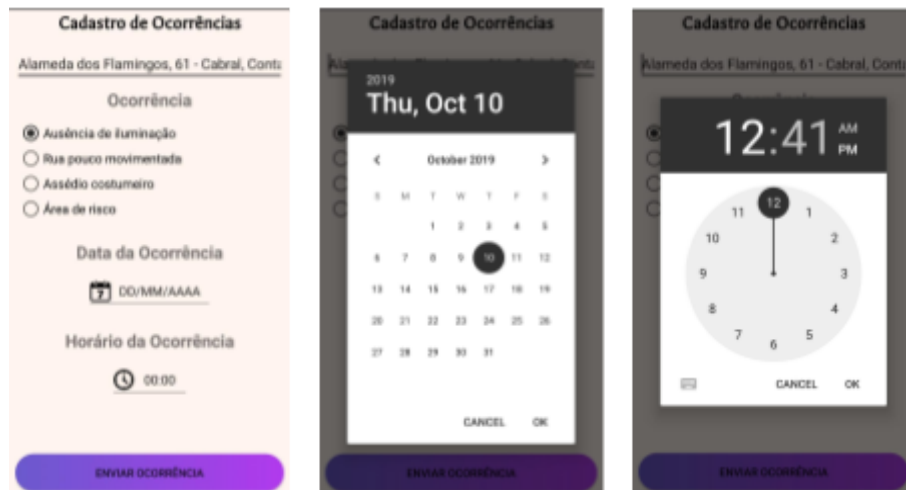 Cadastro de Ocorrências
Alameda dos Flamingos, 61 - Cabral, Conta
Ocorrência
Ausência de iluminação
Rua pouco movimentada
Assédio costumeiro
Área de risco
Data da Ocorrência
DD/MM/AAAA
Horário da Ocorrência
00:00
ENVIAR OCORRÊNCIA
Cadastro de Ocorrências
2019
Thu, Oct 10
October 2019
S M T W T F S
1 2 3 4 5
6 7 8 9 10 11 12
13 14 15 16 17 18 19
20 21 22 23 24 25 26
27 28 29 30 31
CANCEL OK
ENVIAR OCORRÊNCIA
Cadastro de Ocorrências
Alameda dos Flamingos, 61 - Cabral, Conta
12:41 AM
PM
12
11 1
10 2
9 3
8 4
7 5
6
CANCEL OK
ENVIAR OCORRÊNCIA